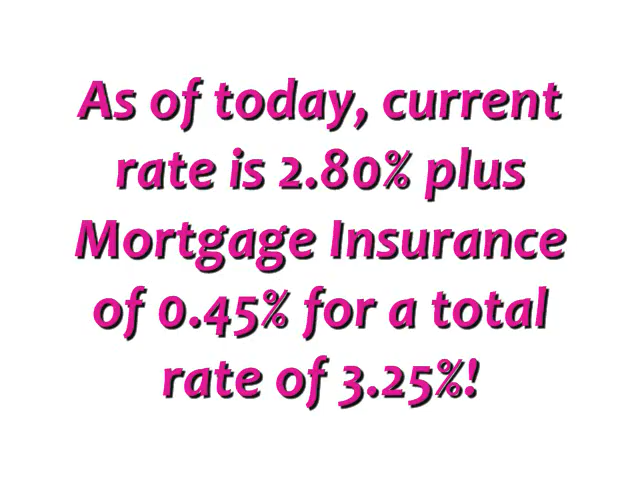 As of today, current
rate is 2.80% plus
Mortgage Insurance
of 0.45% for a total
rate of 3.25%!